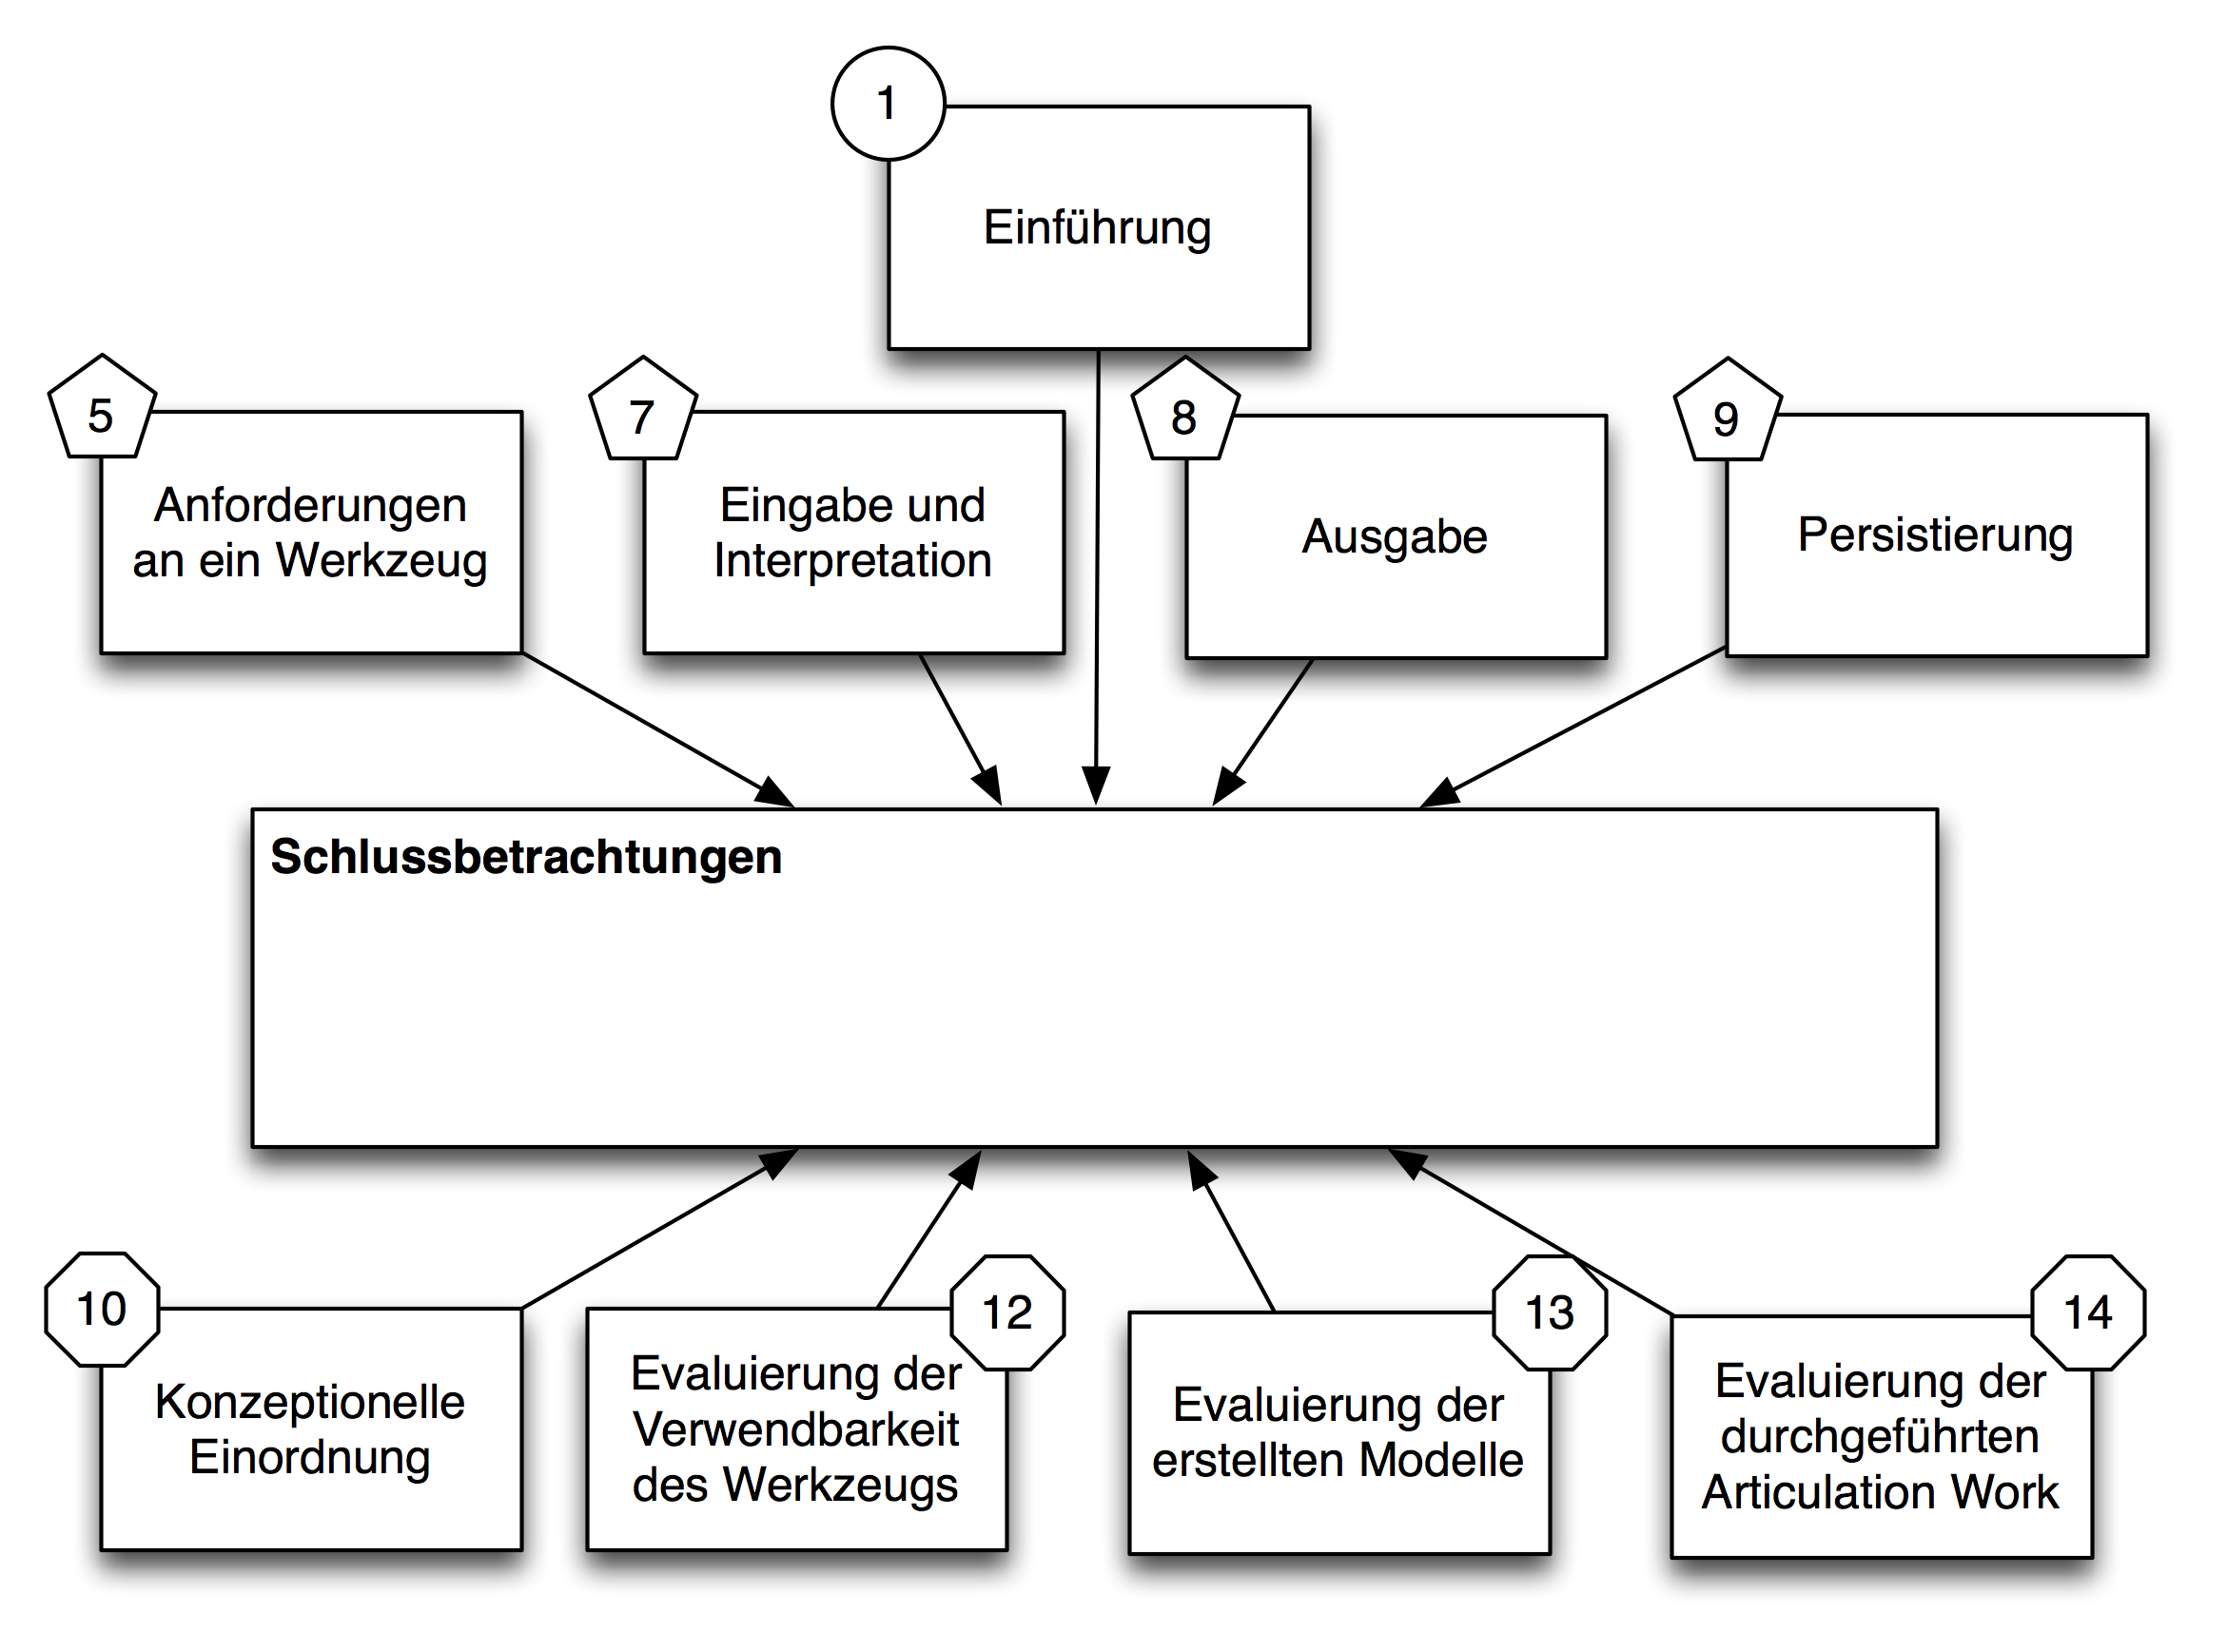 1
Einführung
5
Anforderungen
an ein Werkzeug
7
Eingabe und
Interpretation
8
Ausgabe
9
Persistierung
Schlussbetrachtungen
10
Konzeptionelle
Einordnung
12
Evaluierung der
Verwendbarkeit
des Werkzeugs
13
Evaluierung der
erstellten Modelle
14
Evaluierung der
durchgeführten
Articulation Work